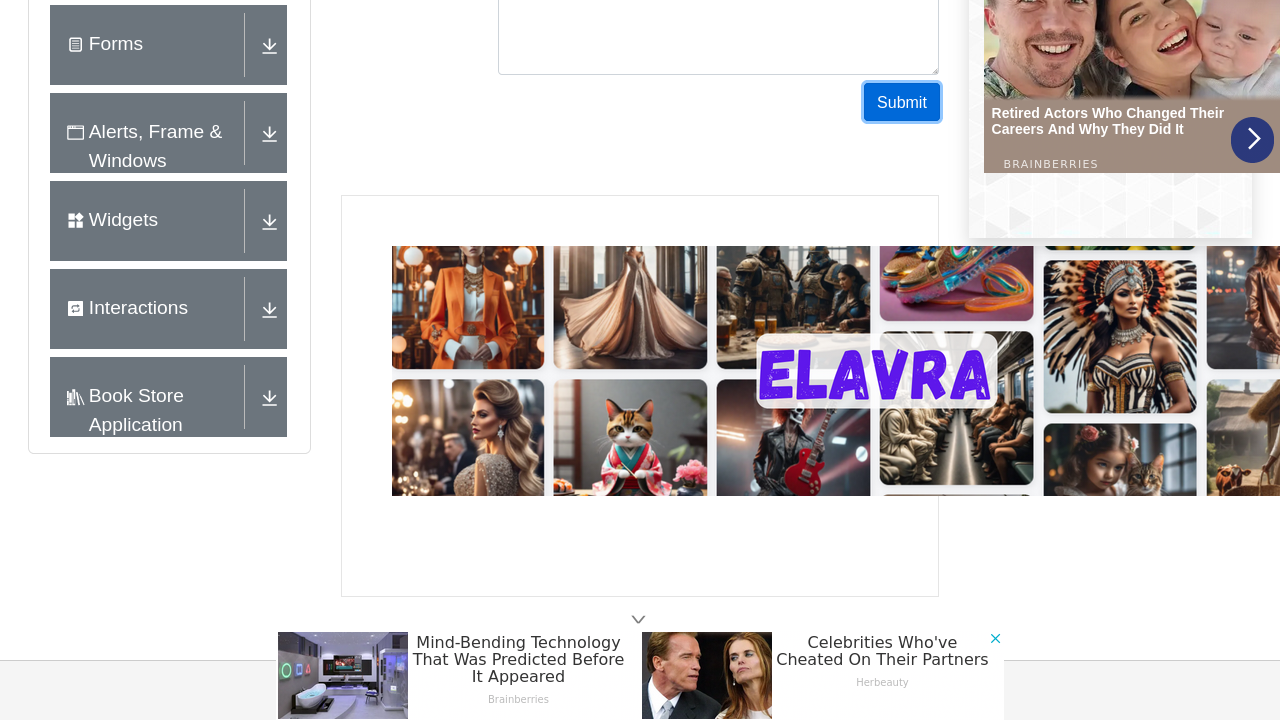 Forms
Alerts, Frame &
Windows
Widgets
Interactions
Book Store
Application
Submit
Retired Actors Who Changed Their
Careers And Why They Did It
BRAINBERRIES
ELAVRA
Mind-Bending Technology
That Was Predicted Before
It Appeared
Brainberries
Celebrities Who've
Cheated On Their Partners
Herbeauty